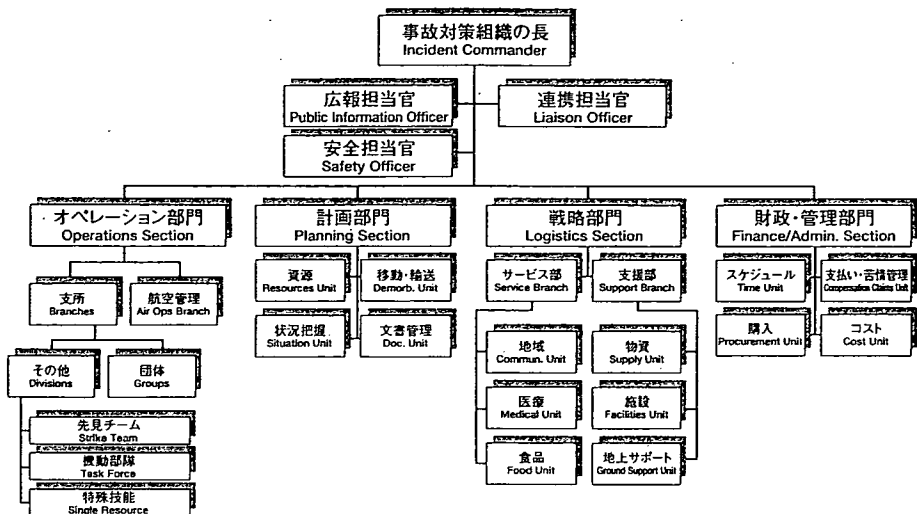 事故対策組織の長
Incident Commander
広報担当官
Public Information Officer
連携担当官
Liaison Officer
安全担当官
Safety Officer
オペレーション部門
Operations Section
計画部門
Planning Section
戦略部門
Logistics Section
財政・管理部門
Finance/Admin. Section
支所
Branches
航空管理
Air Ops Branch
資源
Resources Unit
移動・輸送
Demorb. Unit
サービス部
Service Branch
支援部
Support Branch
スケジュール
Time Unit
支払い・苦情管理
Compensation Claims Unit
状況把握
Situation Unit
文書管理
Doc. Unit
購入
Procurement Unit
コスト
Cost Unit
その他
Divisions
団体
Groups
地域
Commun. Unit
物資
Supply Unit
先見チーム
Strike Team
機動部隊
Task Force
特殊技能
Single Resource
医療
Medical Unit
施設
Facilities Unit
食品
Food Unit
地上サポート
Ground Support Unit